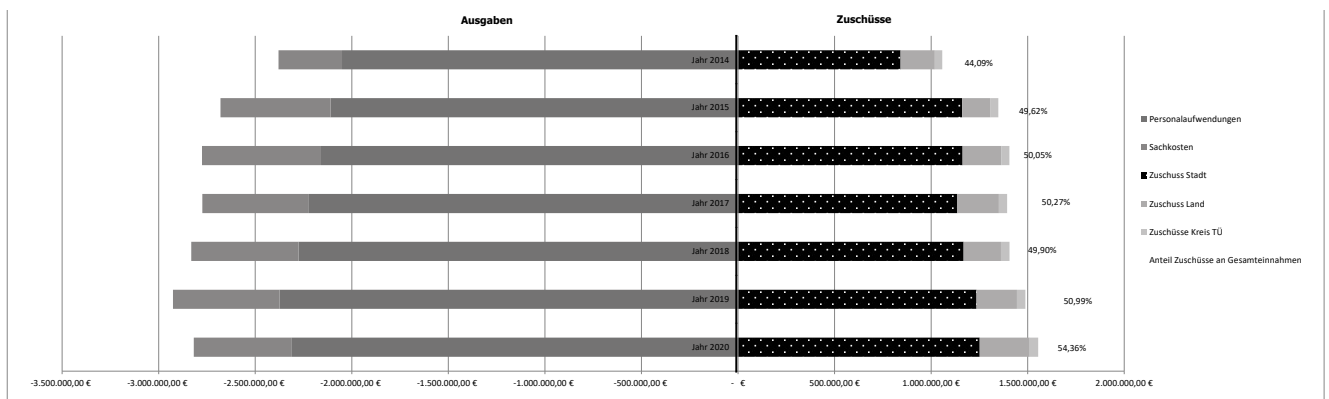 Ausgaben
Zuschüsse
Jahr 2014
44,09%
Jahr 2015
49,62%
Jahr 2016
50,05%
Jahr 2017
50,27%
Jahr 2018
49,90%
Jahr 2019
50,99%
Jahr 2020
54,36%
Personalaufwendungen
Sachkosten
Zuschuss Stadt
Zuschuss Land
Zuschüsse Kreis TÜ
Anteil Zuschüsse an Gesamteinnahmen
-3.500.000,00 € -3.000.000,00 € -2.500.000,00 € -2.000.000,00 € -1.500.000,00 € -1.000.000,00 € -500.000,00 € - € 500.000,00 € 1.000.000,00 € 1.500.000,00 € 2.000.000,00 €